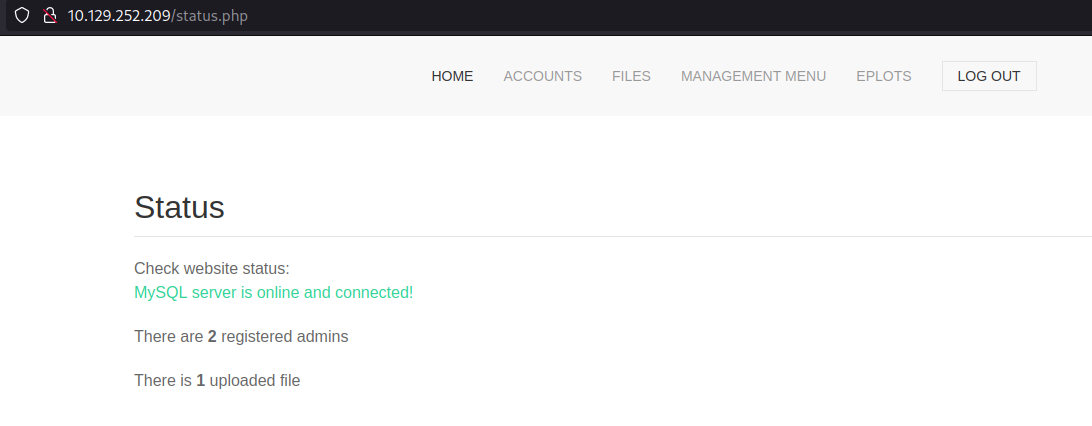 10.129.252.209/status.php
HOME ACCOUNTS FILES MANAGEMENT MENU EPLOTS LOG OUT
Status
Check website status:
MySQL server is online and connected!
There are 2 registered admins
There is 1 uploaded file